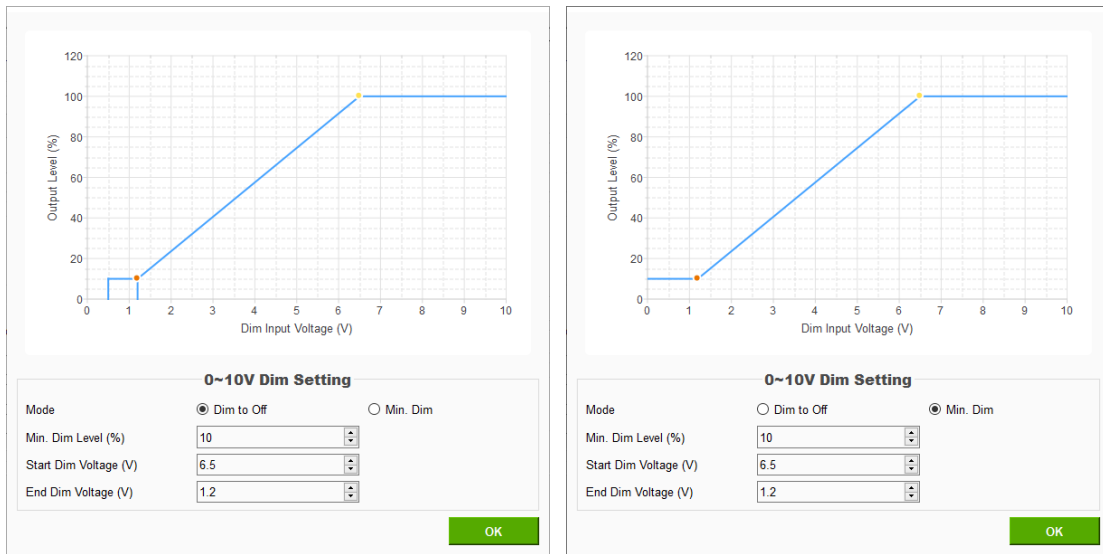 120
100
80
60
40
20
0
Output Level (%)
0 1 2 3 4 5 6 7 8 9 10
Dim Input Voltage (V)
0~10V Dim Setting
Mode Dim to Off Min. Dim
Min. Dim Level (%) 10
Start Dim Voltage (V) 6.5
End Dim Voltage (V) 1.2
OK
120
100
80
60
40
20
0
Output Level (%)
0 1 2 3 4 5 6 7 8 9 10
Dim Input Voltage (V)
0~10V Dim Setting
Mode Dim to Off Min. Dim
Min. Dim Level (%) 10
Start Dim Voltage (V) 6.5
End Dim Voltage (V) 1.2
OK